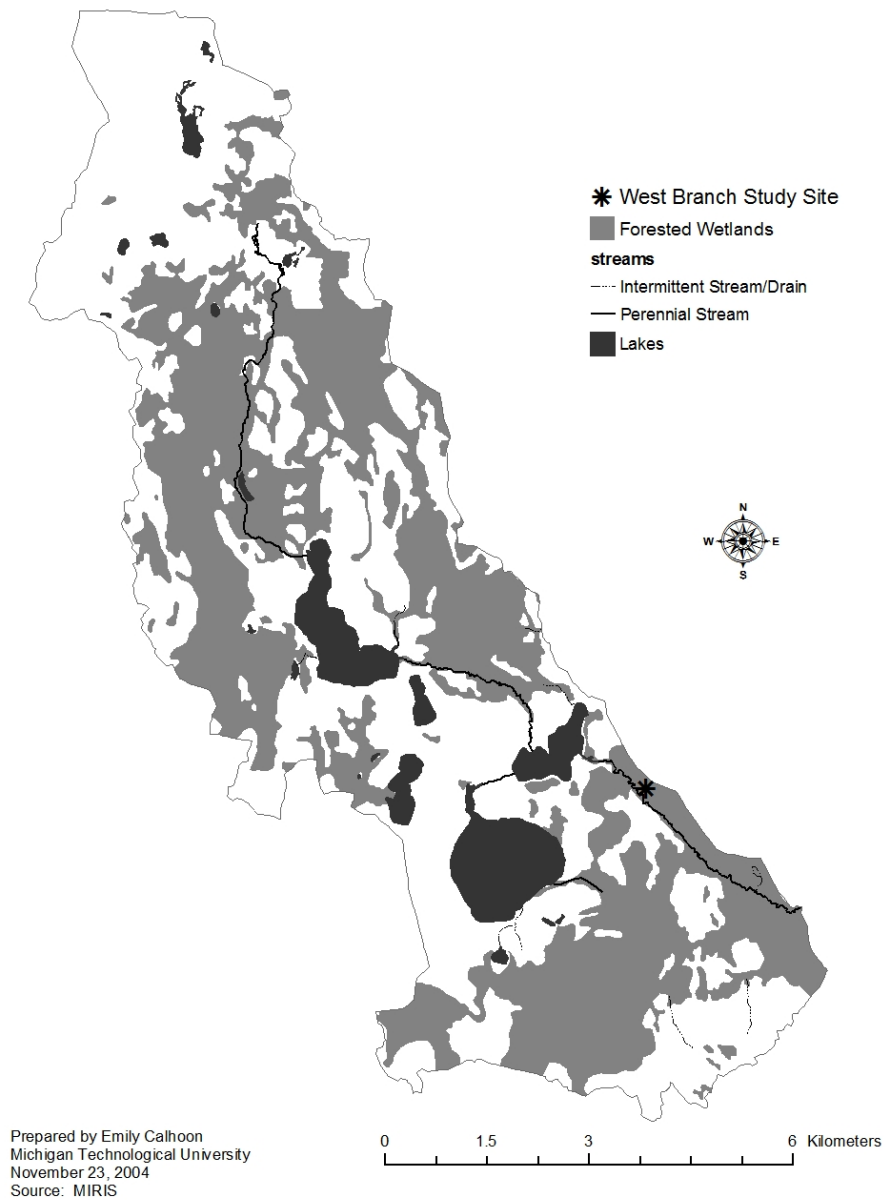 West Branch Study Site
Forested Wetlands
streams
Intermittent Stream/Drain
Perennial Stream
Lakes
N
W E
S
Prepared by Emily Calhoon
Michigan Technological University
November 23, 2004
Source: MIRIS
0 1.5 3 6 Kilometers